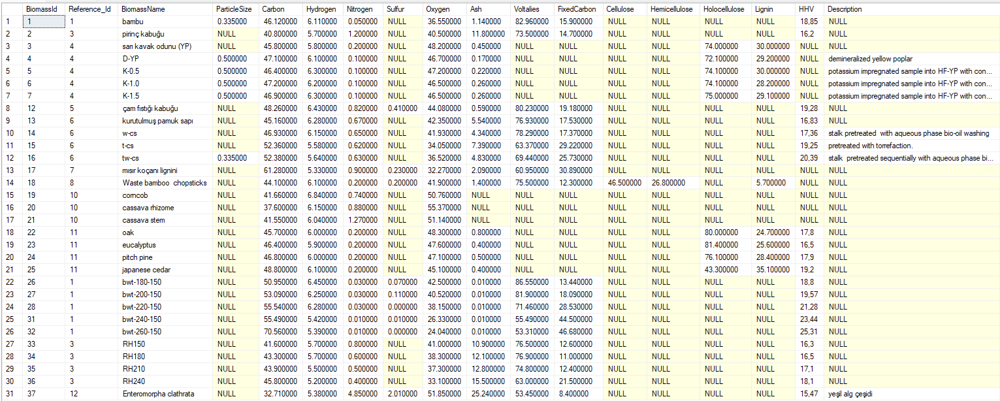 BiomassId Reference_Id BiomassName ParticleSize Carbon Hydrogen Nitrogen Sulfur Oxygen Ash Voltalies FixedCarbon Cellulose Hemicellulose Holocellulose Lignin HHV Description
1 1 1 bambu 0.335000 46.120000 6.110000 0.050000 NULL 36.550000 1.140000 82.960000 15.900000 NULL NULL NULL NULL 18,85 NULL
2 2 3 pirinç kabuğu NULL 40.800000 5.700000 1.200000 NULL 40.500000 11.800000 73.500000 14.700000 NULL NULL NULL NULL 16,2 NULL
3 3 4 sarı kavak odunu (YP) NULL 45.800000 5.800000 0.200000 NULL 48.200000 0.450000 NULL NULL NULL NULL 74.000000 30.000000 NULL NULL
4 4 4 D-YP 0.500000 47.100000 6.100000 0.100000 NULL 46.700000 0.170000 NULL NULL NULL NULL 72.100000 29.200000 NULL demineralized yellow poplar
5 5 4 K-0.5 0.500000 46.400000 6.300000 0.100000 NULL 47.200000 0.220000 NULL NULL NULL NULL 74.100000 30.000000 NULL potassium impregnated sample into HF-YP with con...
6 6 4 K-1.0 0.500000 47.200000 6.200000 0.100000 NULL 46.500000 0.260000 NULL NULL NULL NULL 74.100000 28.200000 NULL potassium impregnated sample into HF-YP with con...
7 7 4 K-1.5 0.500000 46.900000 6.300000 0.100000 NULL 46.500000 0.260000 NULL NULL NULL NULL 75.000000 29.100000 NULL potassium impregnated sample into HF-YP with con...
8 12 5 çam fıstığı kabuğu NULL 48.260000 6.430000 0.820000 0.410000 44.080000 0.590000 80.230000 19.180000 NULL NULL NULL NULL 19,28 NULL
9 13 6 kurutulmuş pamuk sapı NULL 45.160000 6.280000 0.670000 NULL 42.350000 5.540000 76.930000 17.530000 NULL NULL NULL NULL 16,83 NULL
10 14 6 w-cs NULL 46.930000 6.150000 0.650000 NULL 41.930000 4.340000 78.290000 17.370000 NULL NULL NULL NULL 17,36 stalk pretreated with aqueous phase bio-oil washing
11 15 6 t-cs NULL 52.360000 5.580000 0.620000 NULL 34.050000 7.390000 63.370000 29.220000 NULL NULL NULL NULL 19,25 pretreated with torrefaction.
12 16 6 tw-cs 0.335000 52.380000 5.640000 0.630000 NULL 36.520000 4.830000 69.440000 25.730000 NULL NULL NULL NULL 20,39 stalk pretreated sequentially with aqueous phase bi...
13 17 7 mısır koçanı lignini NULL 61.280000 5.330000 0.900000 0.230000 32.270000 2.090000 60.950000 30.890000 NULL NULL NULL NULL NULL NULL
14 18 8 Waste bamboo chopsticks NULL 44.100000 6.100000 0.200000 0.200000 41.900000 1.400000 75.500000 12.300000 46.500000 26.800000 NULL 5.700000 NULL NULL
15 19 10 corncob NULL 41.660000 6.840000 0.740000 NULL 50.760000 NULL NULL NULL NULL NULL NULL NULL NULL NULL
16 20 10 cassava rhizome NULL 37.600000 6.150000 0.880000 NULL 55.370000 NULL NULL NULL NULL NULL NULL NULL NULL NULL
17 21 10 cassava stem NULL 41.550000 6.040000 1.270000 NULL 51.140000 NULL NULL NULL NULL NULL NULL NULL NULL NULL
18 22 11 oak NULL 45.700000 6.000000 0.200000 NULL 48.300000 0.800000 NULL NULL NULL NULL 80.000000 24.700000 17,8 NULL
19 23 11 eucalyptus NULL 46.400000 5.900000 0.200000 NULL 47.600000 0.400000 NULL NULL NULL NULL 81.400000 25.600000 16,5 NULL
20 24 11 pitch pine NULL 46.800000 6.000000 0.200000 NULL 47.100000 0.500000 NULL NULL NULL NULL 76.100000 28.400000 17,9 NULL
21 25 11 japanese cedar NULL 48.800000 6.100000 0.200000 NULL 45.100000 0.400000 NULL NULL NULL NULL 43.300000 35.100000 19,2 NULL
22 26 1 bwt-180-150 NULL 50.950000 6.450000 0.030000 0.070000 42.500000 0.010000 86.550000 13.440000 NULL NULL NULL NULL 18,8 NULL
23 27 1 bwt-200-150 NULL 53.090000 6.250000 0.030000 0.110000 40.520000 0.010000 81.900000 18.090000 NULL NULL NULL NULL 19,57 NULL
24 28 1 bwt-220-150 NULL 55.540000 6.280000 0.030000 0.000000 38.150000 0.010000 71.460000 28.530000 NULL NULL NULL NULL 21,28 NULL
25 31 1 bwt-240-150 NULL 55.490000 5.420000 0.010000 0.010000 26.330000 0.010000 55.490000 44.500000 NULL NULL NULL NULL 23,44 NULL
26 32 1 bwt-260-150 NULL 70.560000 5.390000 0.010000 0.000000 24.040000 0.010000 53.310000 46.680000 NULL NULL NULL NULL 25,31 NULL
27 33 3 RH150 NULL 41.600000 5.700000 0.800000 NULL 41.000000 10.900000 76.500000 12.600000 NULL NULL NULL NULL 16,3 NULL
28 34 3 RH180 NULL 43.300000 5.700000 0.600000 NULL 38.300000 12.100000 76.900000 11.000000 NULL NULL NULL NULL 16,5 NULL
29 35 3 RH210 NULL 43.900000 5.500000 0.500000 NULL 37.300000 12.800000 74.800000 12.400000 NULL NULL NULL NULL 17,1 NULL
30 36 3 RH240 NULL 45.800000 5.200000 0.400000 NULL 33.100000 15.500000 63.000000 21.500000 NULL NULL NULL NULL 18,1 NULL
31 37 12 Enteromorpha clathrata NULL 32.710000 5.380000 4.850000 2.010000 51.850000 25.240000 53.450000 8.400000 NULL NULL NULL NULL 15,47 yeşil alg çeşidi